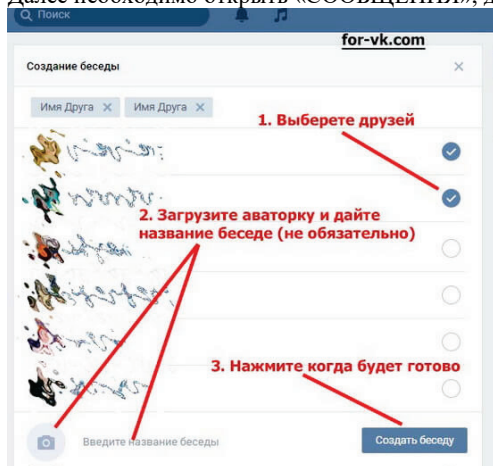 Далее необходимо открыть «СООБЩЕНИЯ», д
Поиск
for-vk.com
Создание беседы
Имя Друга Имя Друга
1. Выберете друзей
2. Загрузите аваторку и дайте
название беседе (не обязательно)
3. Нажмите когда будет готово
Введите название беседы
Создать беседу